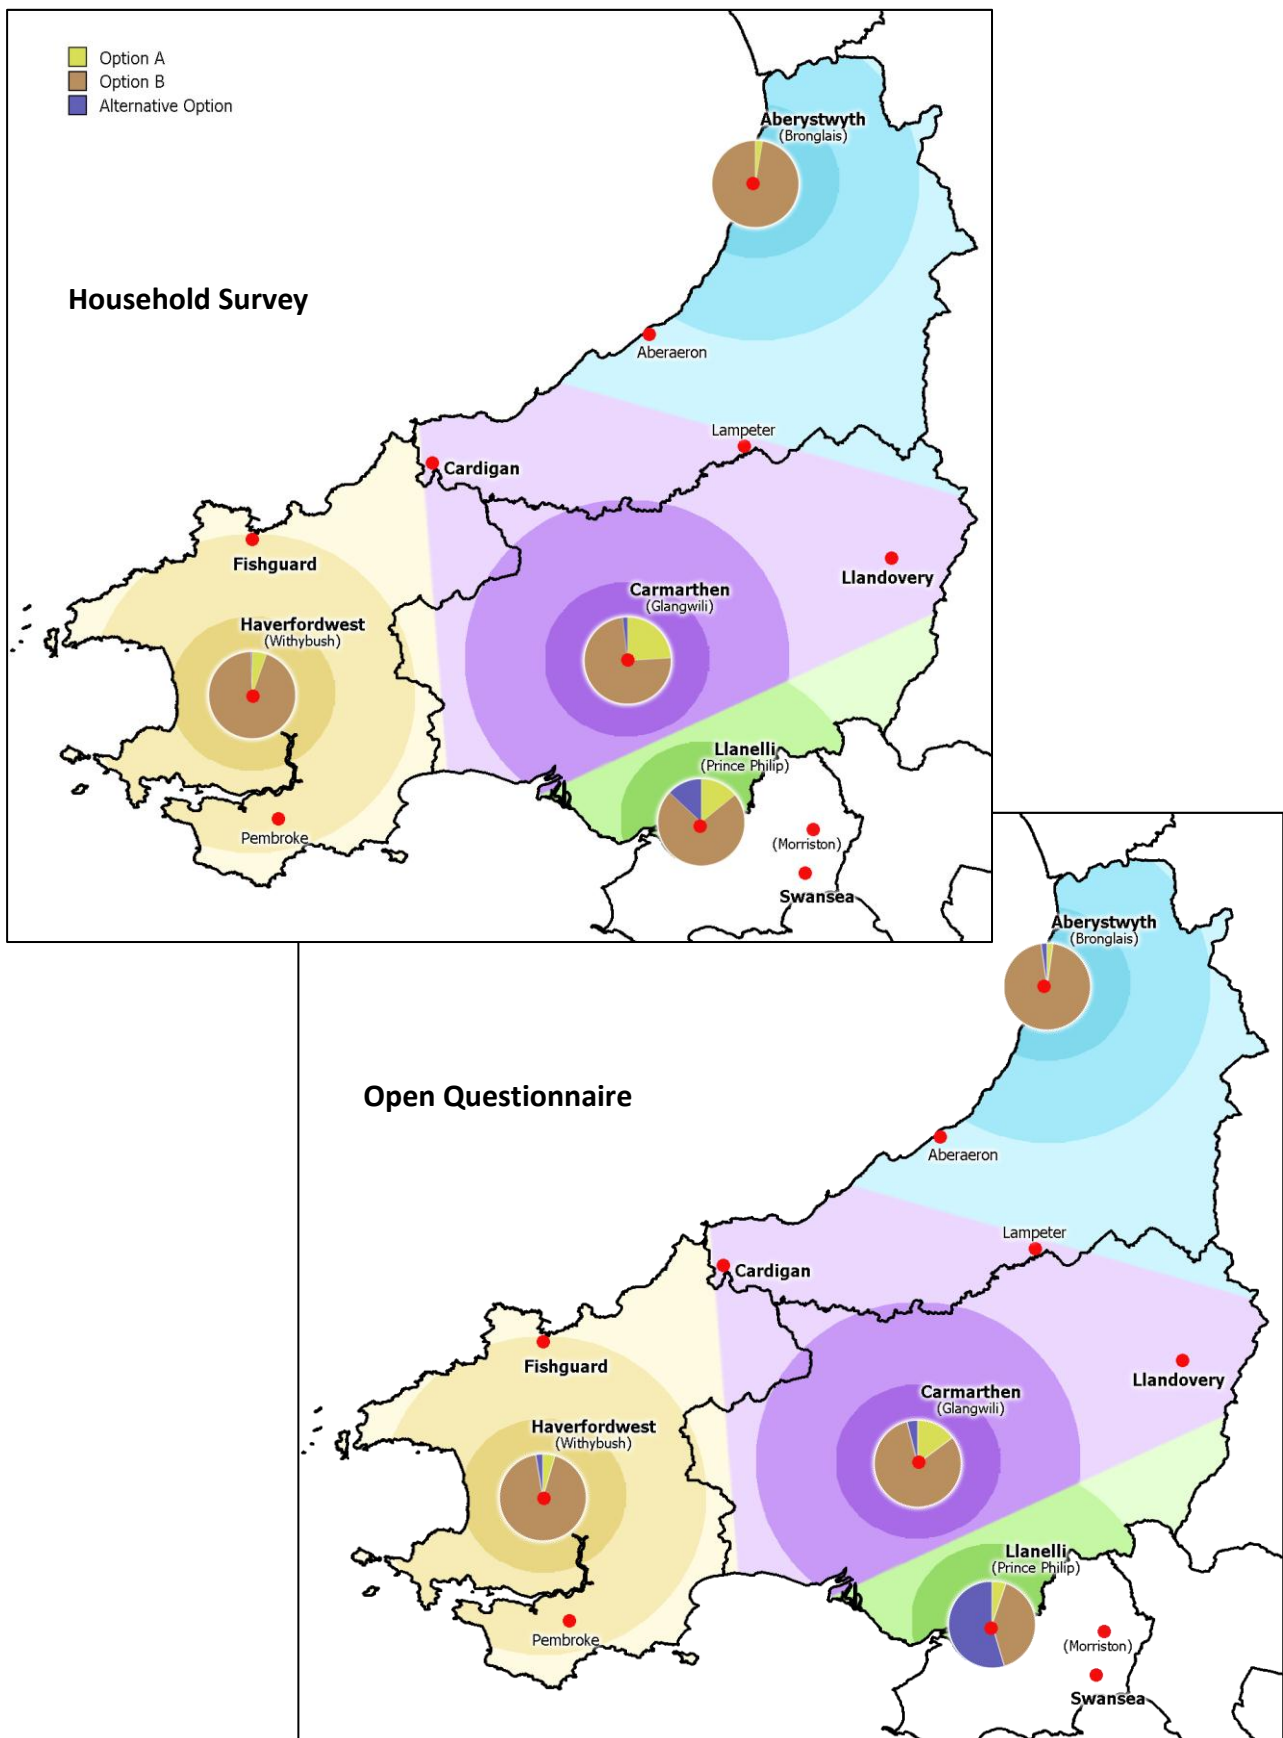 Option A
Option B
Alternative Option
Household Survey
Aberystwyth
(Bronglais)
Aberaeron
Lampeter
Cardigan
Fishguard
Llandovery
Carmarthen
(Glangwili)
Haverfordwest
(Withybush)
Llanelli
(Prince Philip)
Pembroke
(Morriston)
Swansea
Open Questionnaire
Aberystwyth
(Bronglais)
Aberaeron
Lampeter
Cardigan
Fishguard
Llandovery
Carmarthen
(Glangwili)
Haverfordwest
(Withybush)
Llanelli
(Prince Philip)
Pembroke
(Morriston)
Swansea